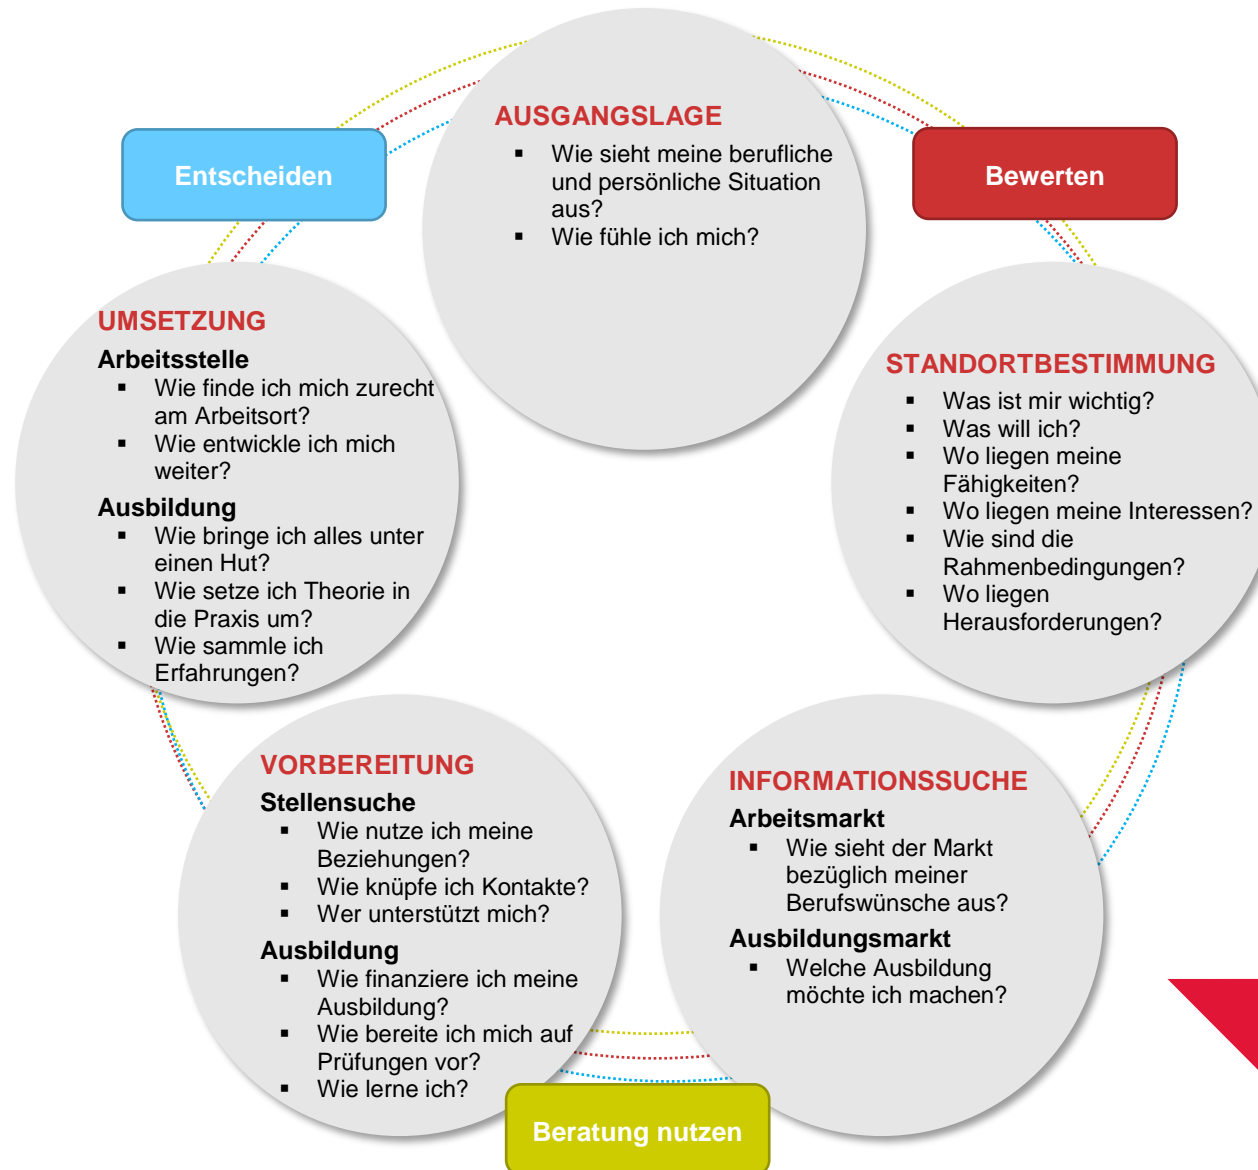 AUSGANGSLAGE
▪ Wie sieht meine berufliche
und persönliche Situation
aus?
▪ Wie fühle ich mich?
Entscheiden
Bewerten
UMSETZUNG
Arbeitsstelle
▪ Wie finde ich mich zurecht
am Arbeitsort?
▪ Wie entwickle ich mich
weiter?
Ausbildung
▪ Wie bringe ich alles unter
einen Hut?
▪ Wie setze ich Theorie in
die Praxis um?
▪ Wie sammle ich
Erfahrungen?
STANDORTBESTIMMUNG
▪ Was ist mir wichtig?
▪ Was will ich?
▪ Wo liegen meine
Fähigkeiten?
▪ Wo liegen meine Interessen?
▪ Wie sind die
Rahmenbedingungen?
▪ Wo liegen
Herausforderungen?
VORBEREITUNG
Stellensuche
▪ Wie nutze ich meine
Beziehungen?
▪ Wie knüpfe ich Kontakte?
▪ Wer unterstützt mich?
Ausbildung
▪ Wie finanziere ich meine
Ausbildung?
▪ Wie bereite ich mich auf
Prüfungen vor?
▪ Wie lerne ich?
INFORMATIONSSUCHE
Arbeitsmarkt
▪ Wie sieht der Markt
bezüglich meiner
Berufswünsche aus?
Ausbildungsmarkt
▪ Welche Ausbildung
möchte ich machen?
Beratung nutzen